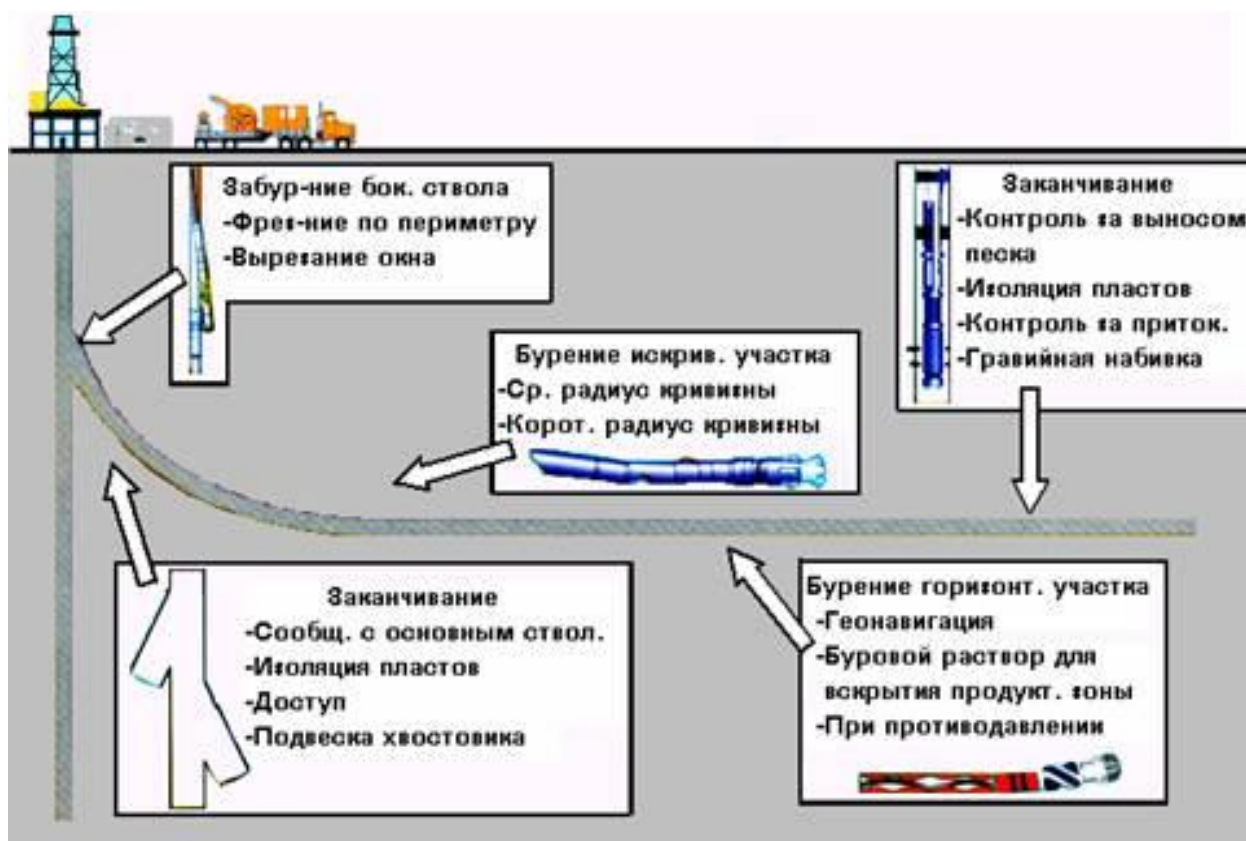 Забур-ние бок. ствола
-Фрез-ние по периметру
-Вырезание окна
Заканчивание
-Контроль за выносом
песка
-Изоляция пластов
-Контроль за приток.
-Гравийная набивка
Бурение искрив. участка
-Ср. радиус кривизны
-Корот. радиус кривизны
Заканчивание
-Сообщ. с основным ствол.
-Изоляция пластов
-Доступ
-Подвеска хвостовика
Бурение горизонт. участка
-Геонавигация
-Буровой раствор для
вскрытия продукт. зоны
-При противодавлении